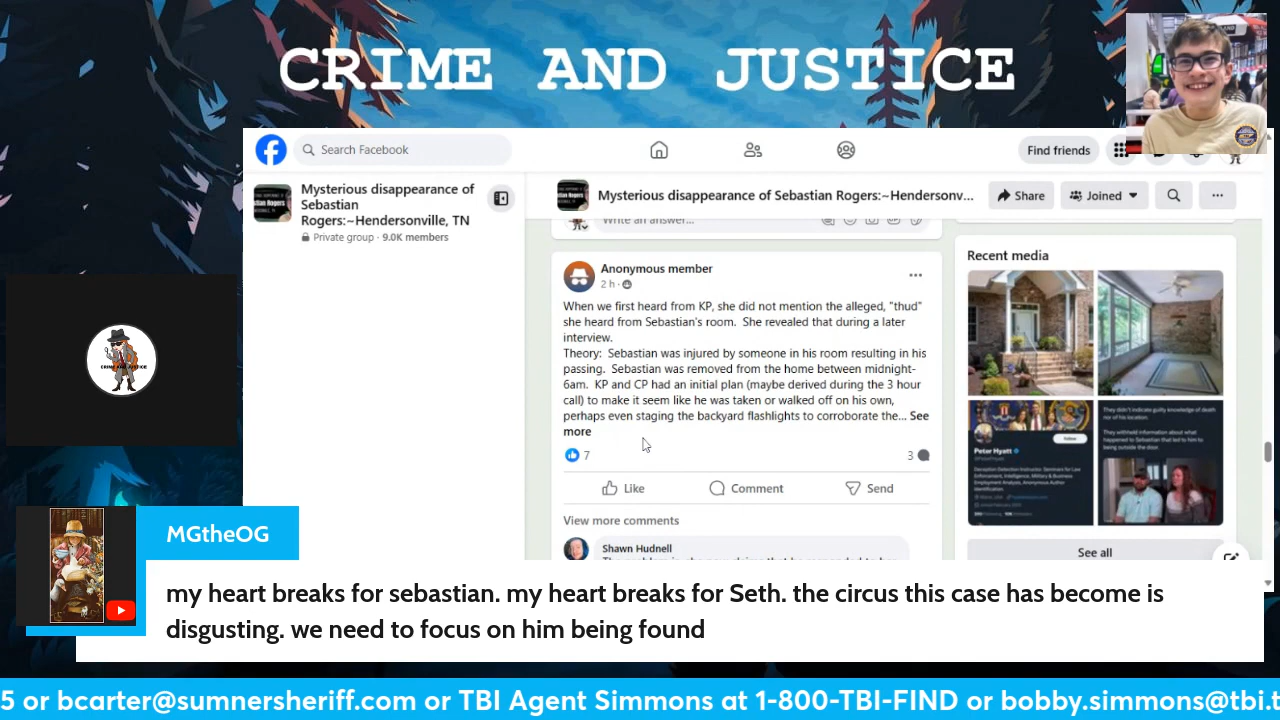 CRIME AND JUSTICE
Search Facebook
Find friends
Mysterious disappearance of
Sebastian
Rogers:~Hendersonville, TN
Private group · 9.0K members
Mysterious disappearance of Sebastian Rogers:~Hendersonv...
Share
Joined
Write an answer...
Anonymous member
2 h ·
When we first heard from KP, she did not mention the alleged, "thud"
she heard from Sebastian's room. She revealed that during a later
interview.
Theory: Sebastian was injured by someone in his room resulting in his
passing. Sebastian was removed from the home between midnight-
6am. KP and CP had an initial plan (maybe derived during the 3 hour
call) to make it seem like he was taken or walked off on his own,
perhaps even staging the backyard flashlights to corroborate the... See
more
7
3
Like
Comment
Send
View more comments
Shawn Hudnell
Recent media
Follow
Peter Hyatt
They didn't indicate guilty knowledge of death
nor of his location.
They withheld information about what
happened to Sebastian that led to him to
being outside the door.
See all
CRIME AND JUSTICE
MGtheOG
my heart breaks for sebastian. my heart breaks for Seth. the circus this case has become is
disgusting. we need to focus on him being found
5 or bcarter@sumnersheriff.com or TBI Agent Simmons at 1-800-TBI-FIND or bobby.simmons@tbi.t